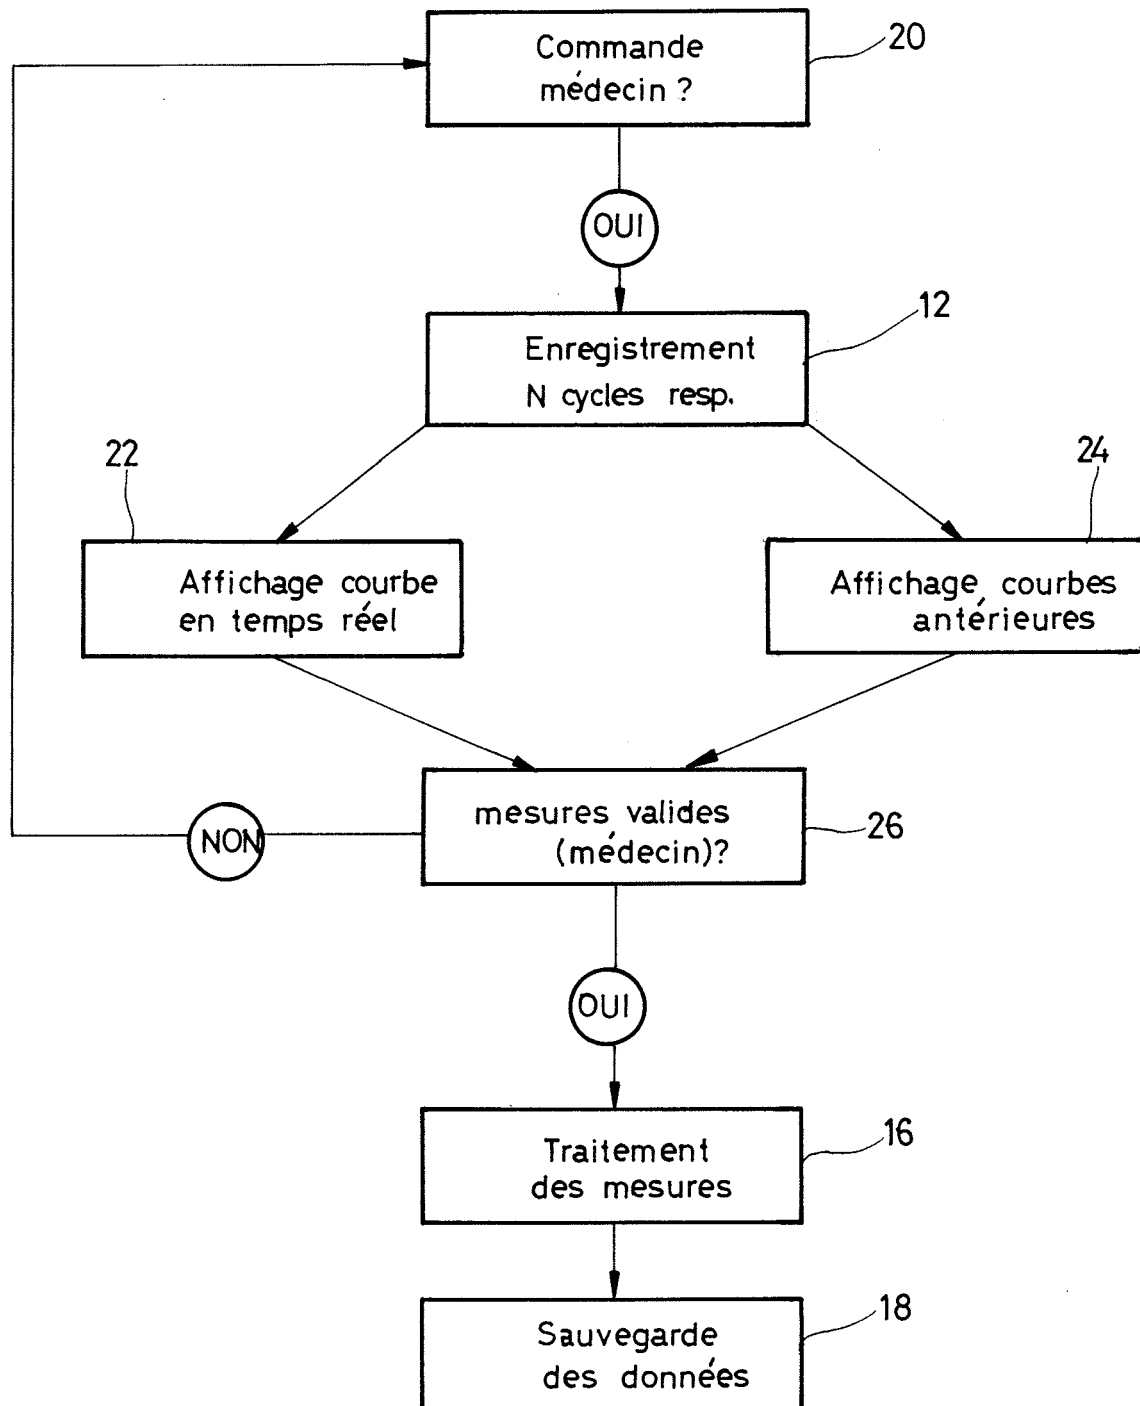 Commande
médecin ?
20
OUI
12
Enregistrement
N cycles resp.
22
24
Affichage courbe
en temps réel
Affichage courbes
antérieures
mesures valides
(médecin)?
26
NON
OUI
16
Traitement
des mesures
18
Sauvegarde
des données